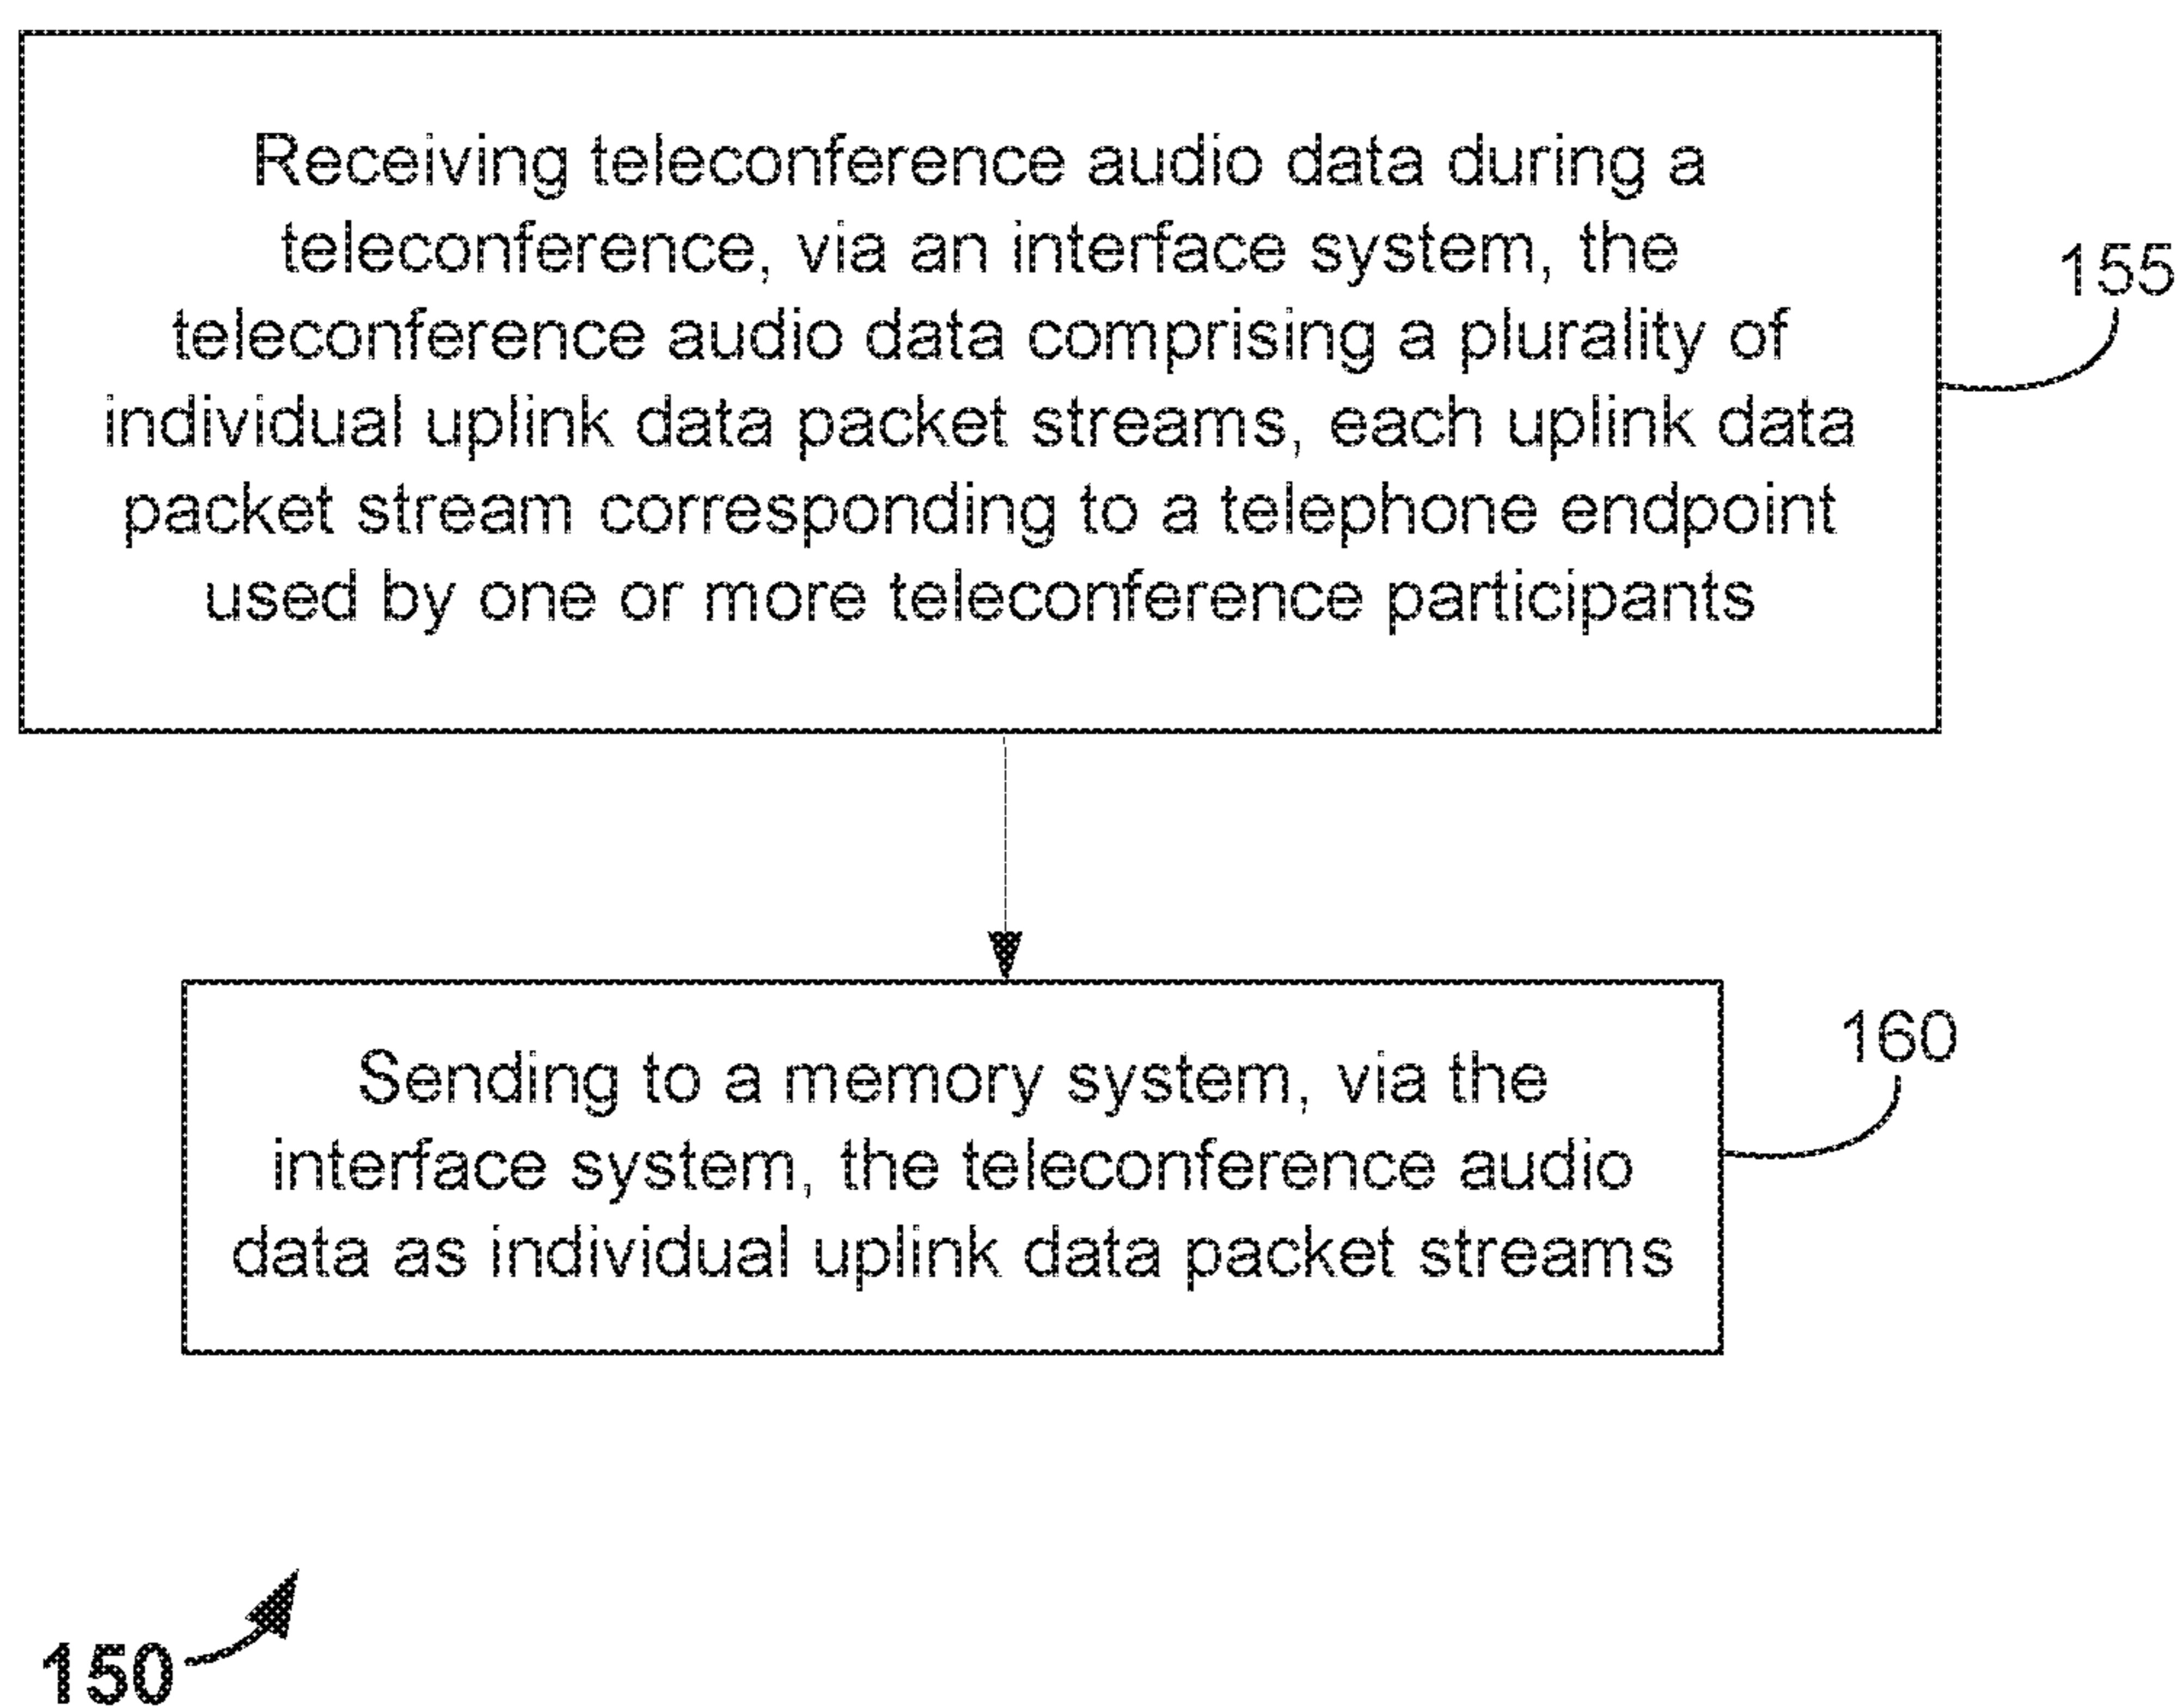 Receiving teleconference audio data during a
teleconference, via an interface system, the
teleconference audio data comprising a plurality of
individual uplink data packet streams, each uplink data
packet stream corresponding to a telephone endpoint
used by one or more teleconference participants
155
Sending to a memory system, via the
interface system, the teleconference audio
data as individual uplink data packet streams
160
150